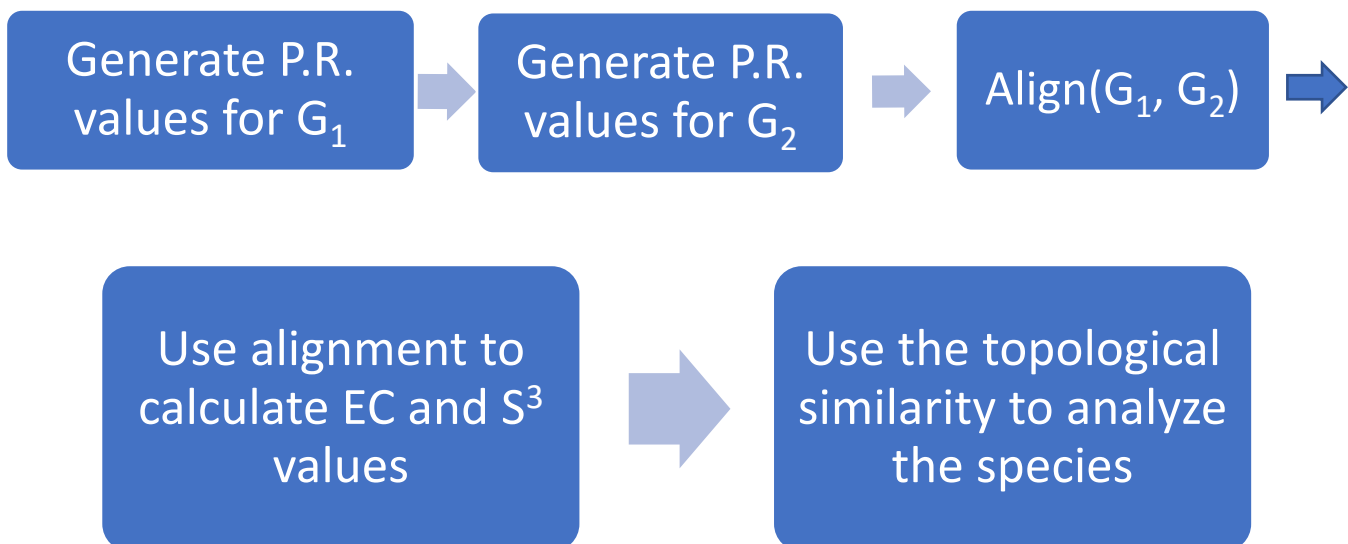 Generate P.R.
values for G₁
Generate P.R.
values for G₂
Align(G₁, G₂)
Use alignment to
calculate EC and S³
values
Use the topological
similarity to analyze
the species